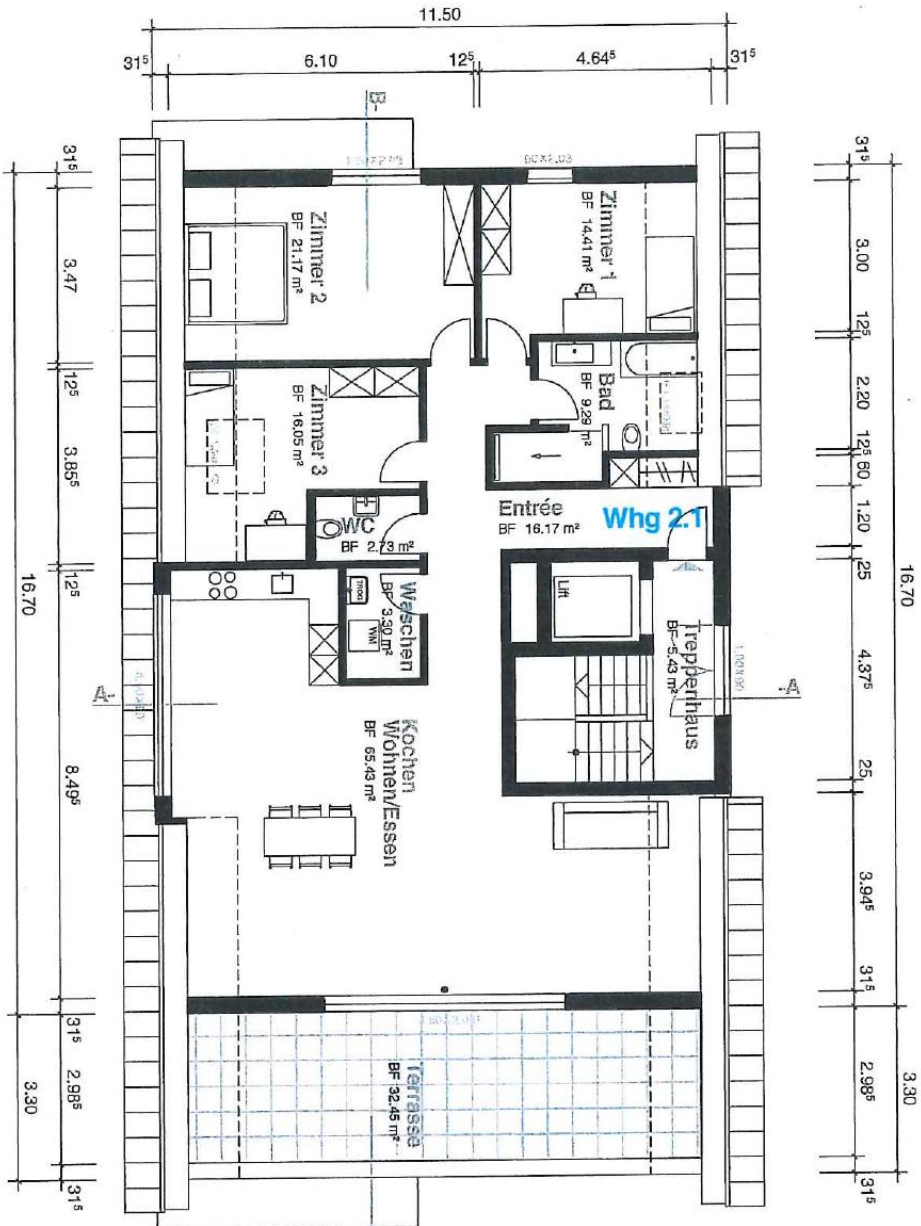 11.50
31⁵ 6.10 12⁵ 4.64⁵ 31⁵
31⁵
3.47
12⁵
3.85⁵
12⁵
8.49⁵
31⁵
2.98⁵
31⁵
16.70
3.30
31⁵
3.00
12⁵
2.20
12⁵
60
1.20
25
4.37⁵
25
3.94⁵
31⁵
2.98⁵
31⁵
16.70
3.30
-B
Zimmer 2
BF 21.17 m²
Zimmer 1
BF 14.41 m²
Zimmer 3
BF 16.05 m²
Bad
BF 9.29 m²
WC
BF 2.73 m²
Entrée
BF 16.17 m²
Whg 2.1
Waschen
BF 3.30 m²
TROG
WM
Lift
Treppenhaus
BF 5.43 m²
A-
-A
Kochen
Wohnen/Essen
BF 65.43 m²
Terrasse
BF 32.45 m²